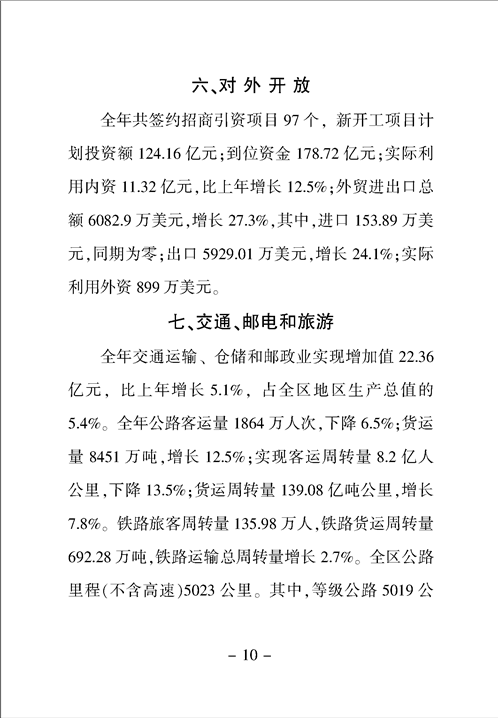 六、对外开放
全年共签约招商引资项目 97 个，新开工项目计
划投资额 124.16 亿元；到位资金 178.72 亿元；实际利
用内资 11.32 亿元，比上年增长 12.5%；外贸进出口总
额 6082.9 万美元，增长 27.3%，其中，进口 153.89 万美
元，同期为零；出口 5929.01 万美元，增长 24.1%；实际
利用外资 899 万美元。
七、交通、邮电和旅游
全年交通运输、仓储和邮政业实现增加值 22.36
亿元，比上年增长 5.1%，占全区地区生产总值的
5.4%。全年公路客运量 1864 万人次，下降 6.5%；货运
量 8451 万吨，增长 12.5%；实现客运周转量 8.2 亿人
公里，下降 13.5%；货运周转量 139.08 亿吨公里，增长
7.8%。铁路旅客周转量 135.98 万人，铁路货运周转量
692.28 万吨，铁路运输总周转量增长 2.7%。全区公路
里程（不含高速）5023 公里。其中，等级公路 5019 公
- 10 -